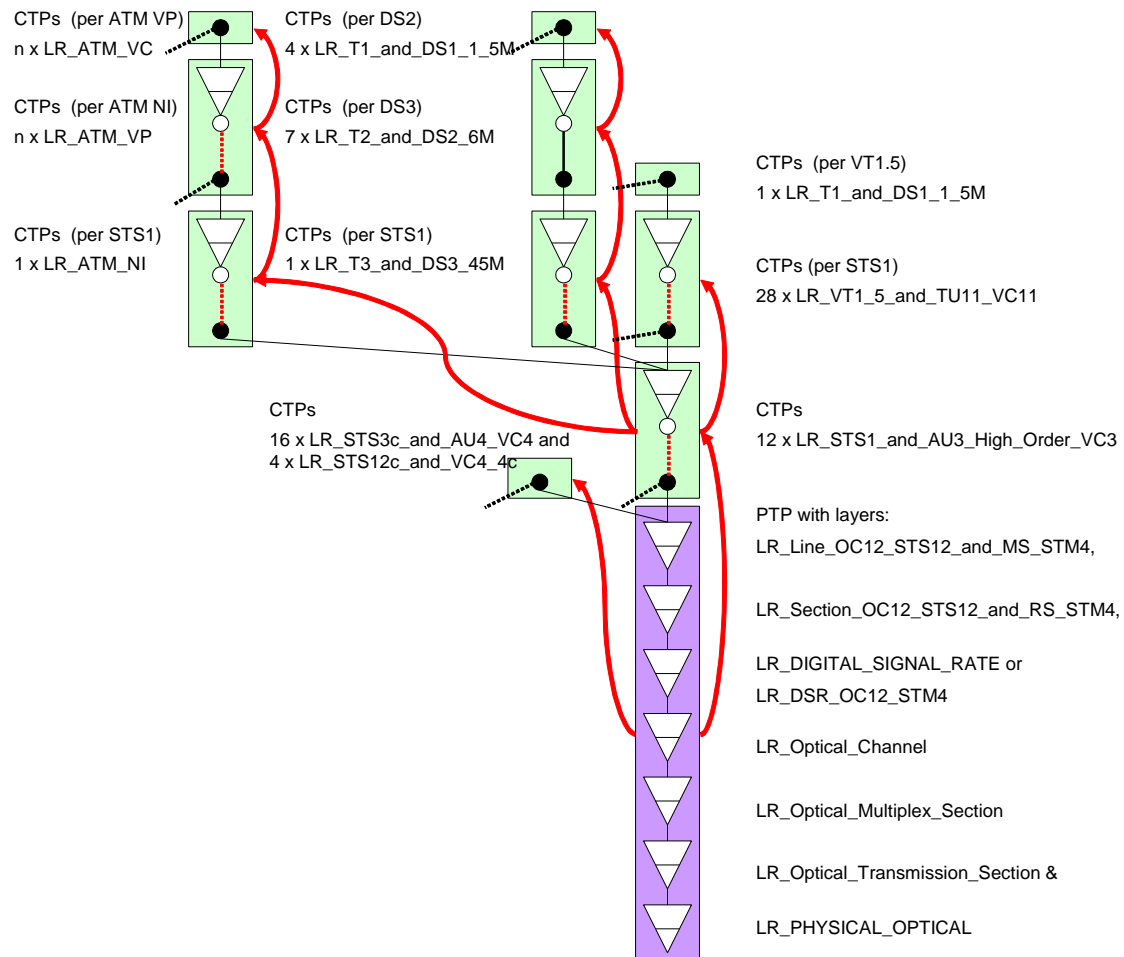 CTPs (per ATM VP)
n x LR_ATM_VC
CTPs (per DS2)
4 x LR_T1_and_DS1_1_5M
CTPs (per ATM NI)
n x LR_ATM_VP
CTPs (per DS3)
7 x LR_T2_and_DS2_6M
CTPs (per VT1.5)
1 x LR_T1_and_DS1_1_5M
CTPs (per STS1)
1 x LR_ATM_NI
CTPs (per STS1)
1 x LR_T3_and_DS3_45M
CTPs (per STS1)
28 x LR_VT1_5_and_TU11_VC11
CTPs
16 x LR_STS3c_and_AU4_VC4 and
4 x LR_STS12c_and_VC4_4c
CTPs
12 x LR_STS1_and_AU3_High_Order_VC3
PTP with layers:
LR_Line_OC12_STS12_and_MS_STM4,
LR_Section_OC12_STS12_and_RS_STM4,
LR_DIGITAL_SIGNAL_RATE or
LR_DSR_OC12_STM4
LR_Optical_Channel
LR_Optical_Multiplex_Section
LR_Optical_Transmission_Section &
LR_PHYSICAL_OPTICAL